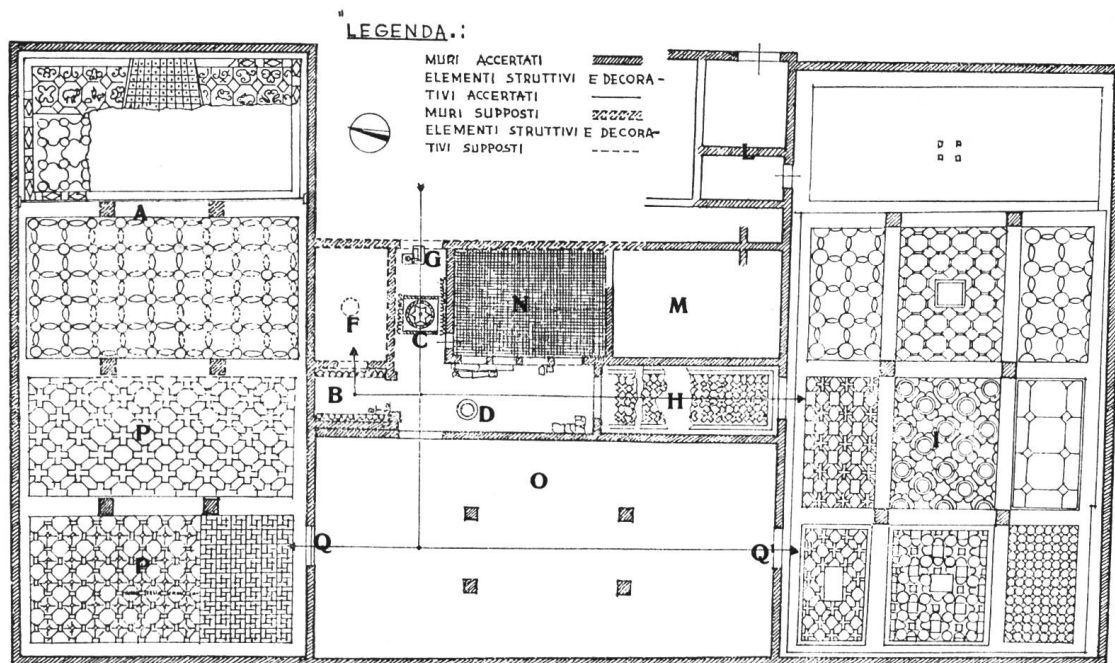 "LEGENDA.:
MURI ACCERTATI
ELEMENTI STRUTTIVI E DECORA-
TIVI ACCERTATI
MURI SUPPOSTI
ELEMENTI STRUTTIVI E DECORA-
TIVI SUPPOSTI
L
A
G
N
M
F
C
B
D
H
P
I
O
Q
Q
P